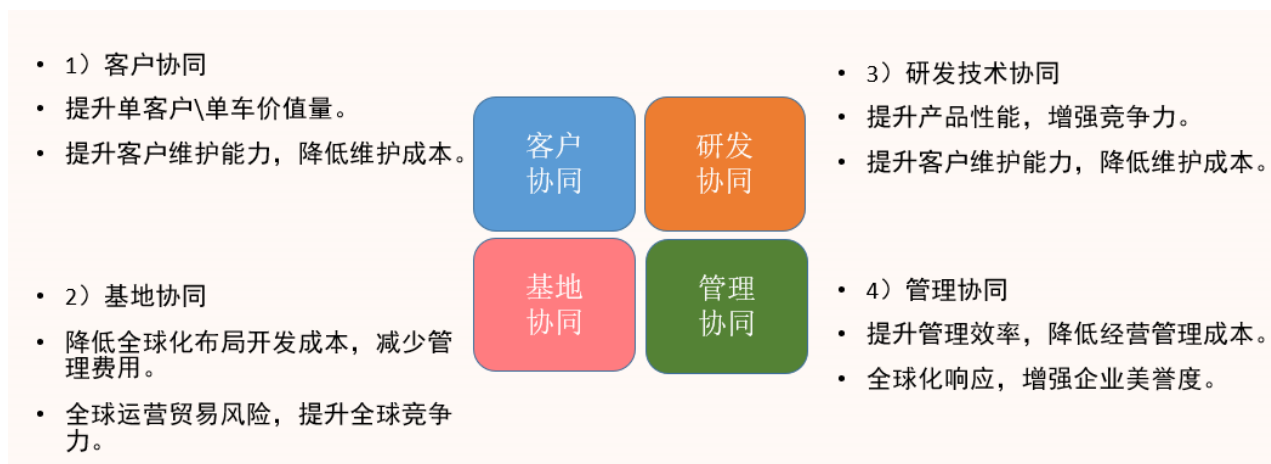 • 1）客户协同
• 提升单客户\单车价值量。
• 提升客户维护能力，降低维护成本。
• 2）基地协同
• 降低全球化布局开发成本，减少管
理费用。
• 全球运营贸易风险，提升全球竞争
力。
客户
协同
研发
协同
基地
协同
管理
协同
• 3）研发技术协同
• 提升产品性能，增强竞争力。
• 提升客户维护能力，降低维护成本。
• 4）管理协同
• 提升管理效率，降低经营管理成本。
• 全球化响应，增强企业美誉度。